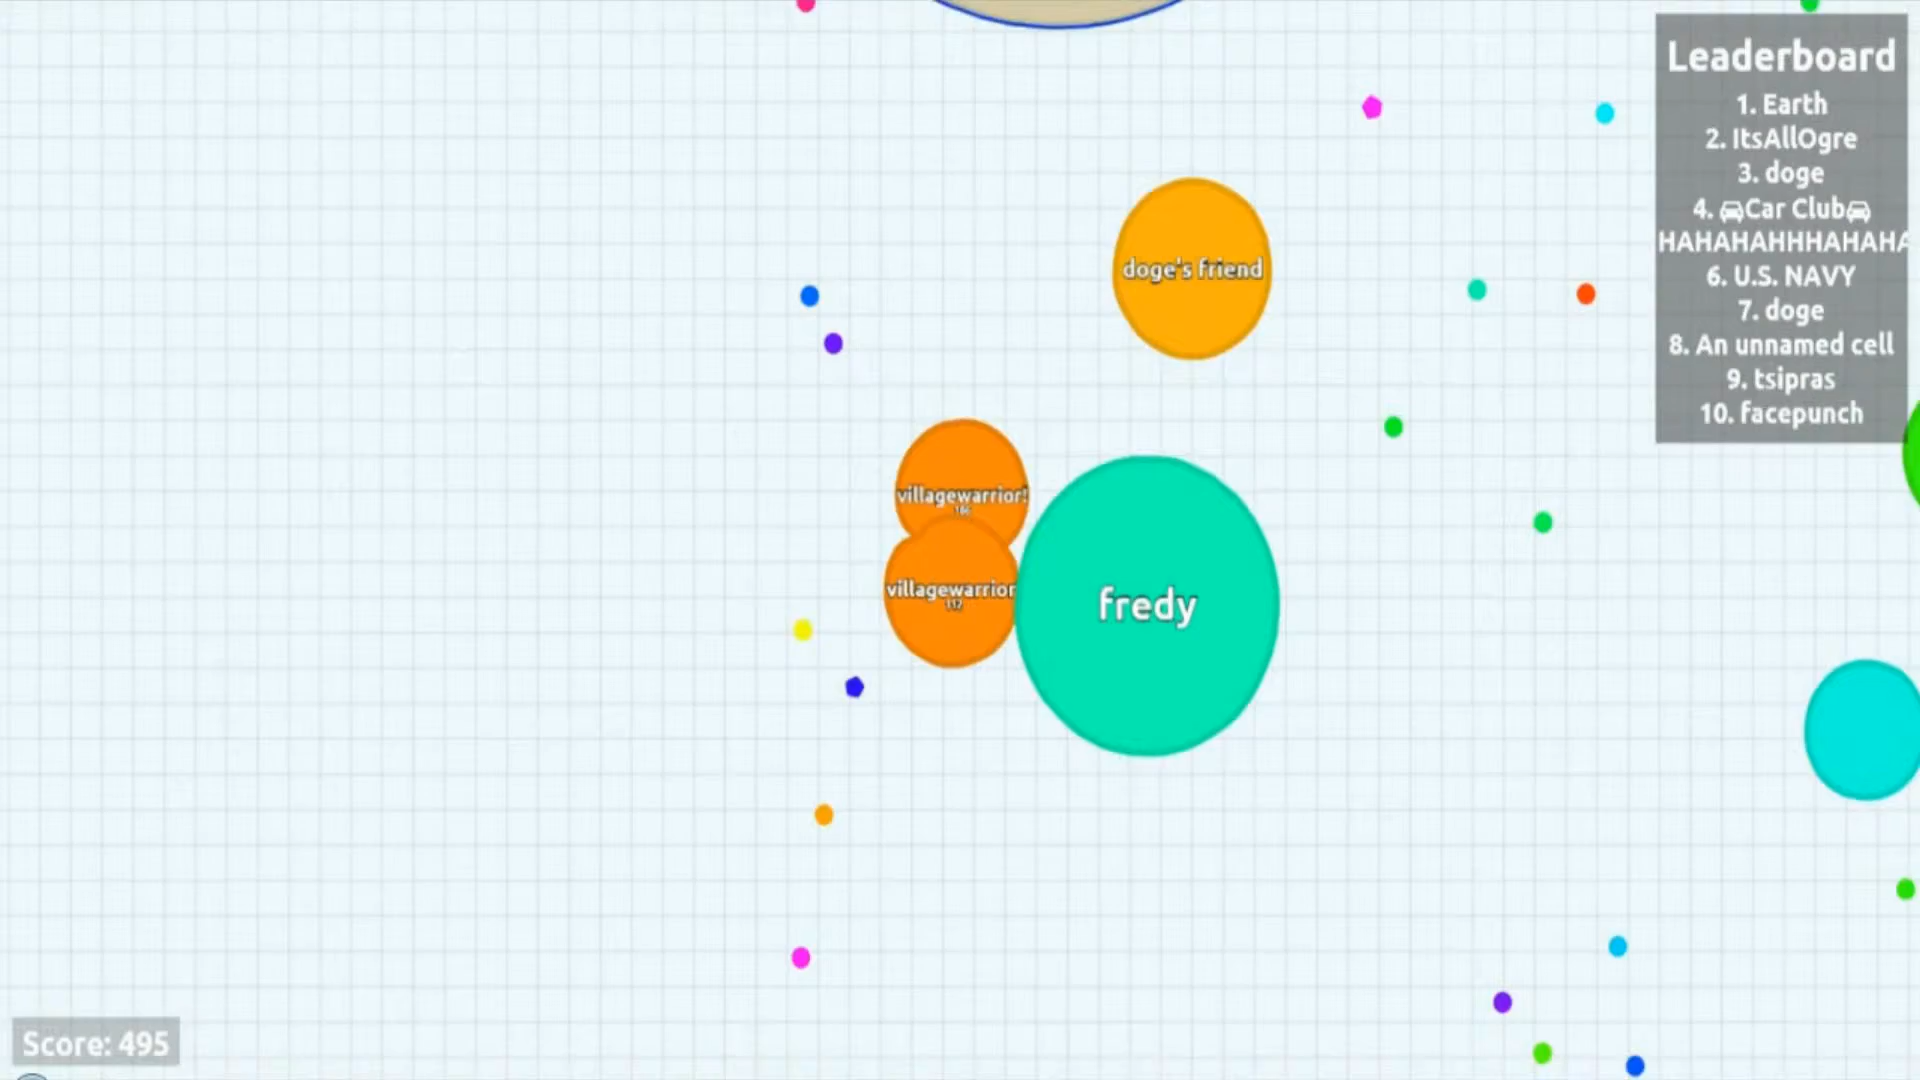 Leaderboard
1. Earth
2. ItsAllOgre
3. doge
4. 🚘Car Club🚘
HAHAHAHHHAHAHA
6. U.S. NAVY
7. doge
8. An unnamed cell
9. tsipras
10. facepunch
doge's friend
villagewarrior!
villagewarrior
112
fredy
Score: 495